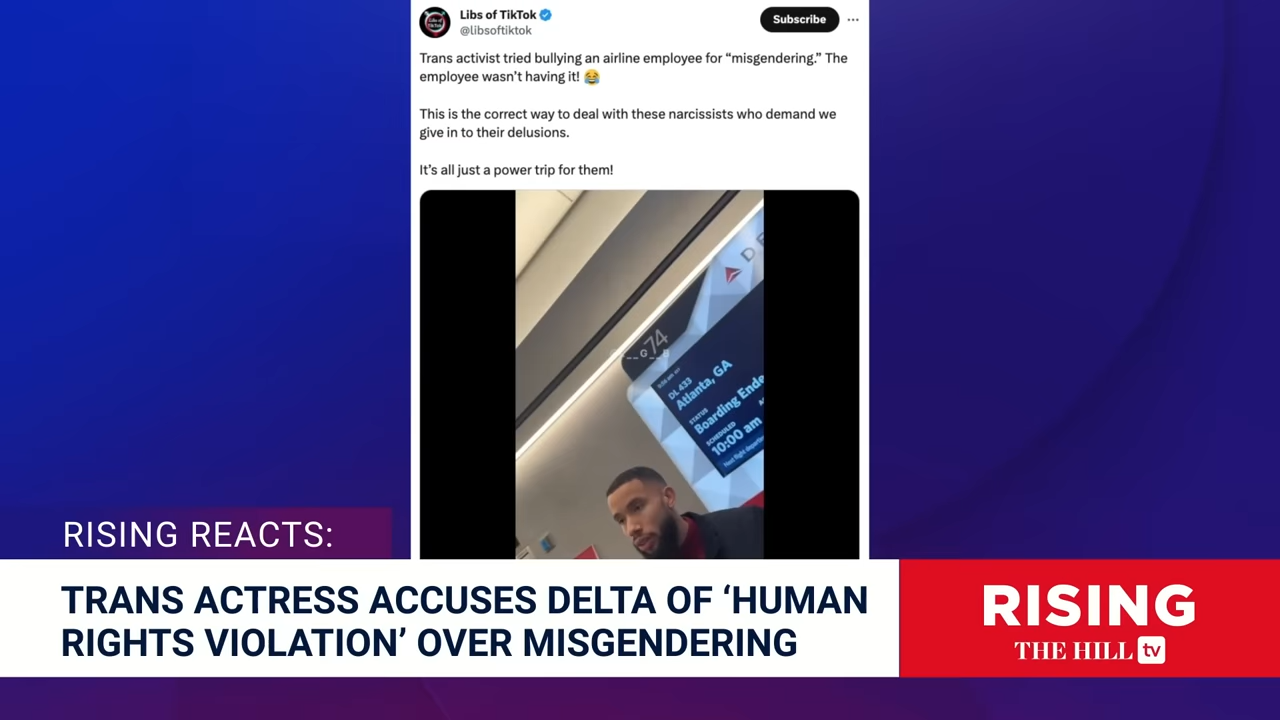 Libs of TikTok
@libsoftiktok
Subscribe
Trans activist tried bullying an airline employee for “misgendering.” The
employee wasn’t having it! 😂
This is the correct way to deal with these narcissists who demand we
give in to their delusions.
It’s all just a power trip for them!
74
DL 433
Atlanta, GA
STATUS
Boarding Ende
SCHEDULED
10:00 am
RISING REACTS:
TRANS ACTRESS ACCUSES DELTA OF ‘HUMAN
RIGHTS VIOLATION’ OVER MISGENDERING
RISING
THE HILL tv